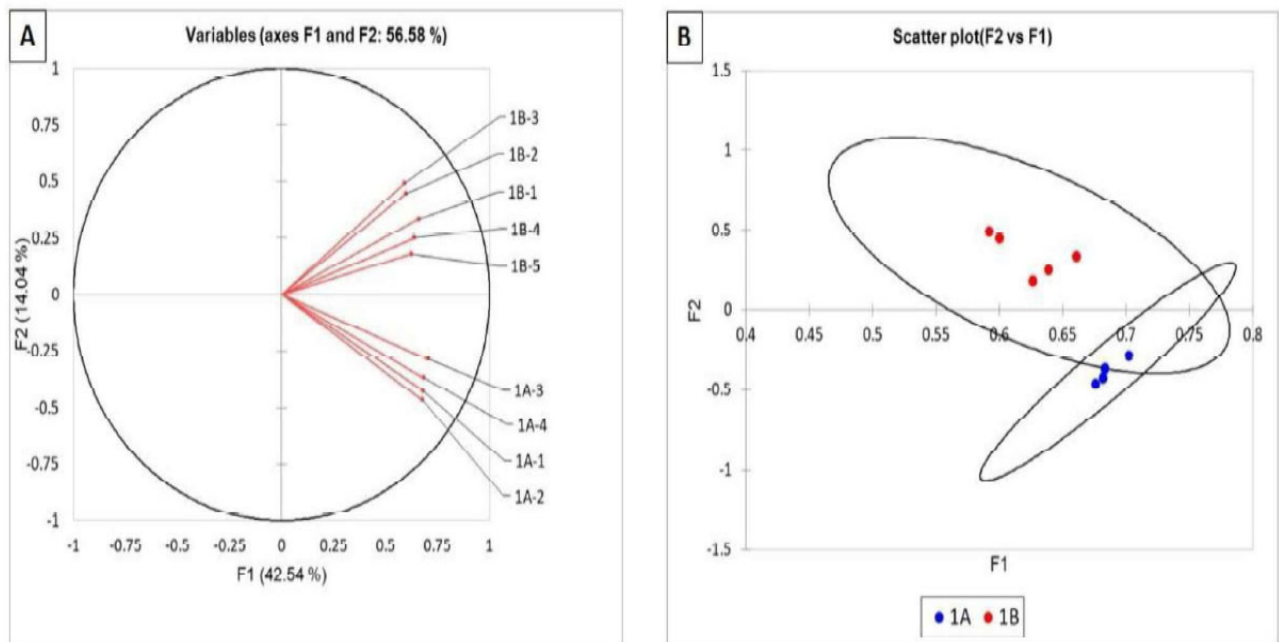 A
Variables (axes F1 and F2: 56.58 %)
1
0.75
0.5
0.25
0
-0.25
-0.5
-0.75
-1
F2 (14.04 %)
1B-3
1B-2
1B-1
1B-4
1B-5
1A-3
1A-4
1A-1
1A-2
-1 -0.75 -0.5 -0.25 0 0.25 0.5 0.75 1
F1 (42.54 %)
B
Scatter plot(F2 vs F1)
1.5
1
0.5
0
-0.5
-1
-1.5
F2
0.4 0.45 0.5 0.55 0.6 0.65 0.7 0.75 0.8
F1
1A 1B